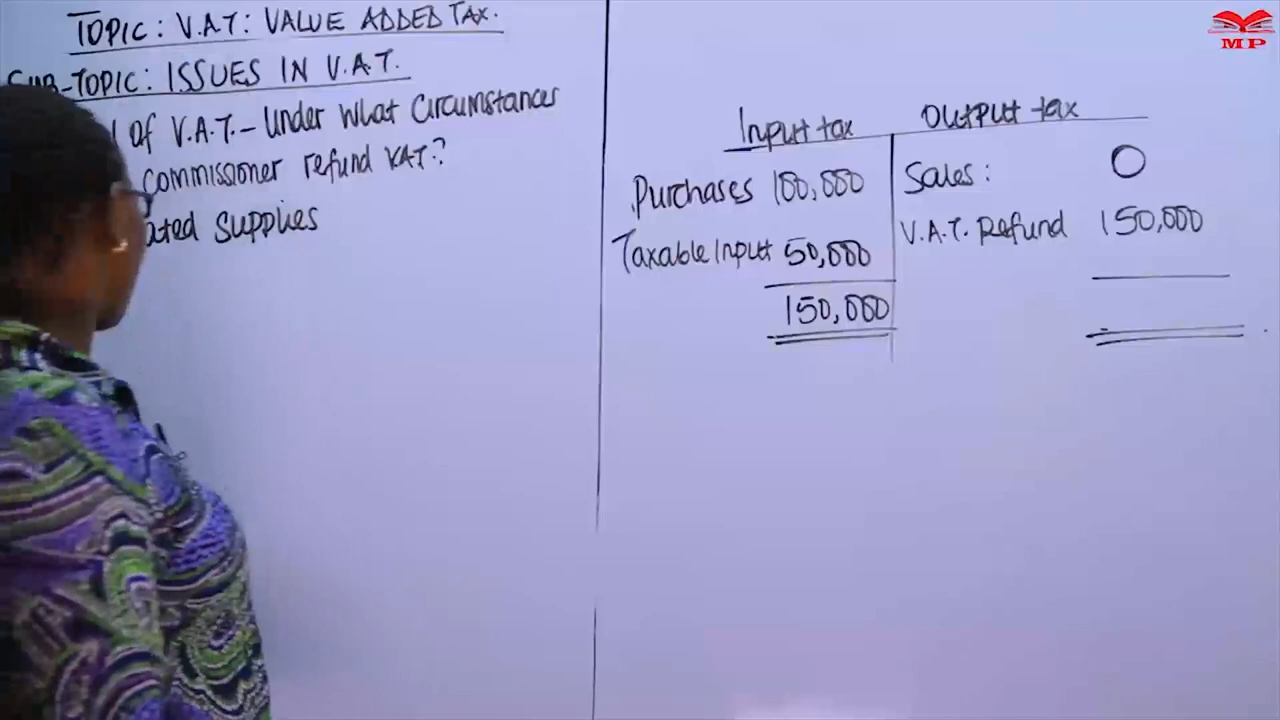 TOPIC: V.A.T: VALUE ADDED TAX.
SUB-TOPIC: ISSUES IN V.A.T.
of V.A.T. - Under What Circumstances
commissioner refund VAT?
ated Supplies
Input tax
Output tax
Purchases 100,000
Sales: 0
Taxable Input 50,000
V.A.T. Refund 150,000
150,000
MP